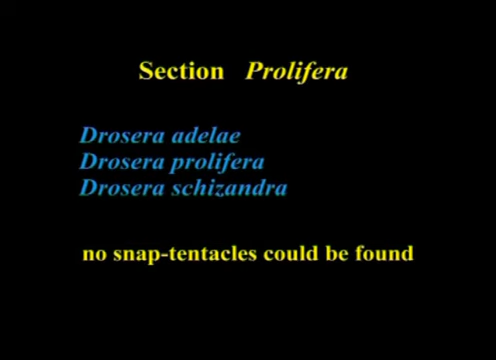 Section Prolifera
Drosera adelae
Drosera prolifera
Drosera schizandra
no snap-tentacles could be found